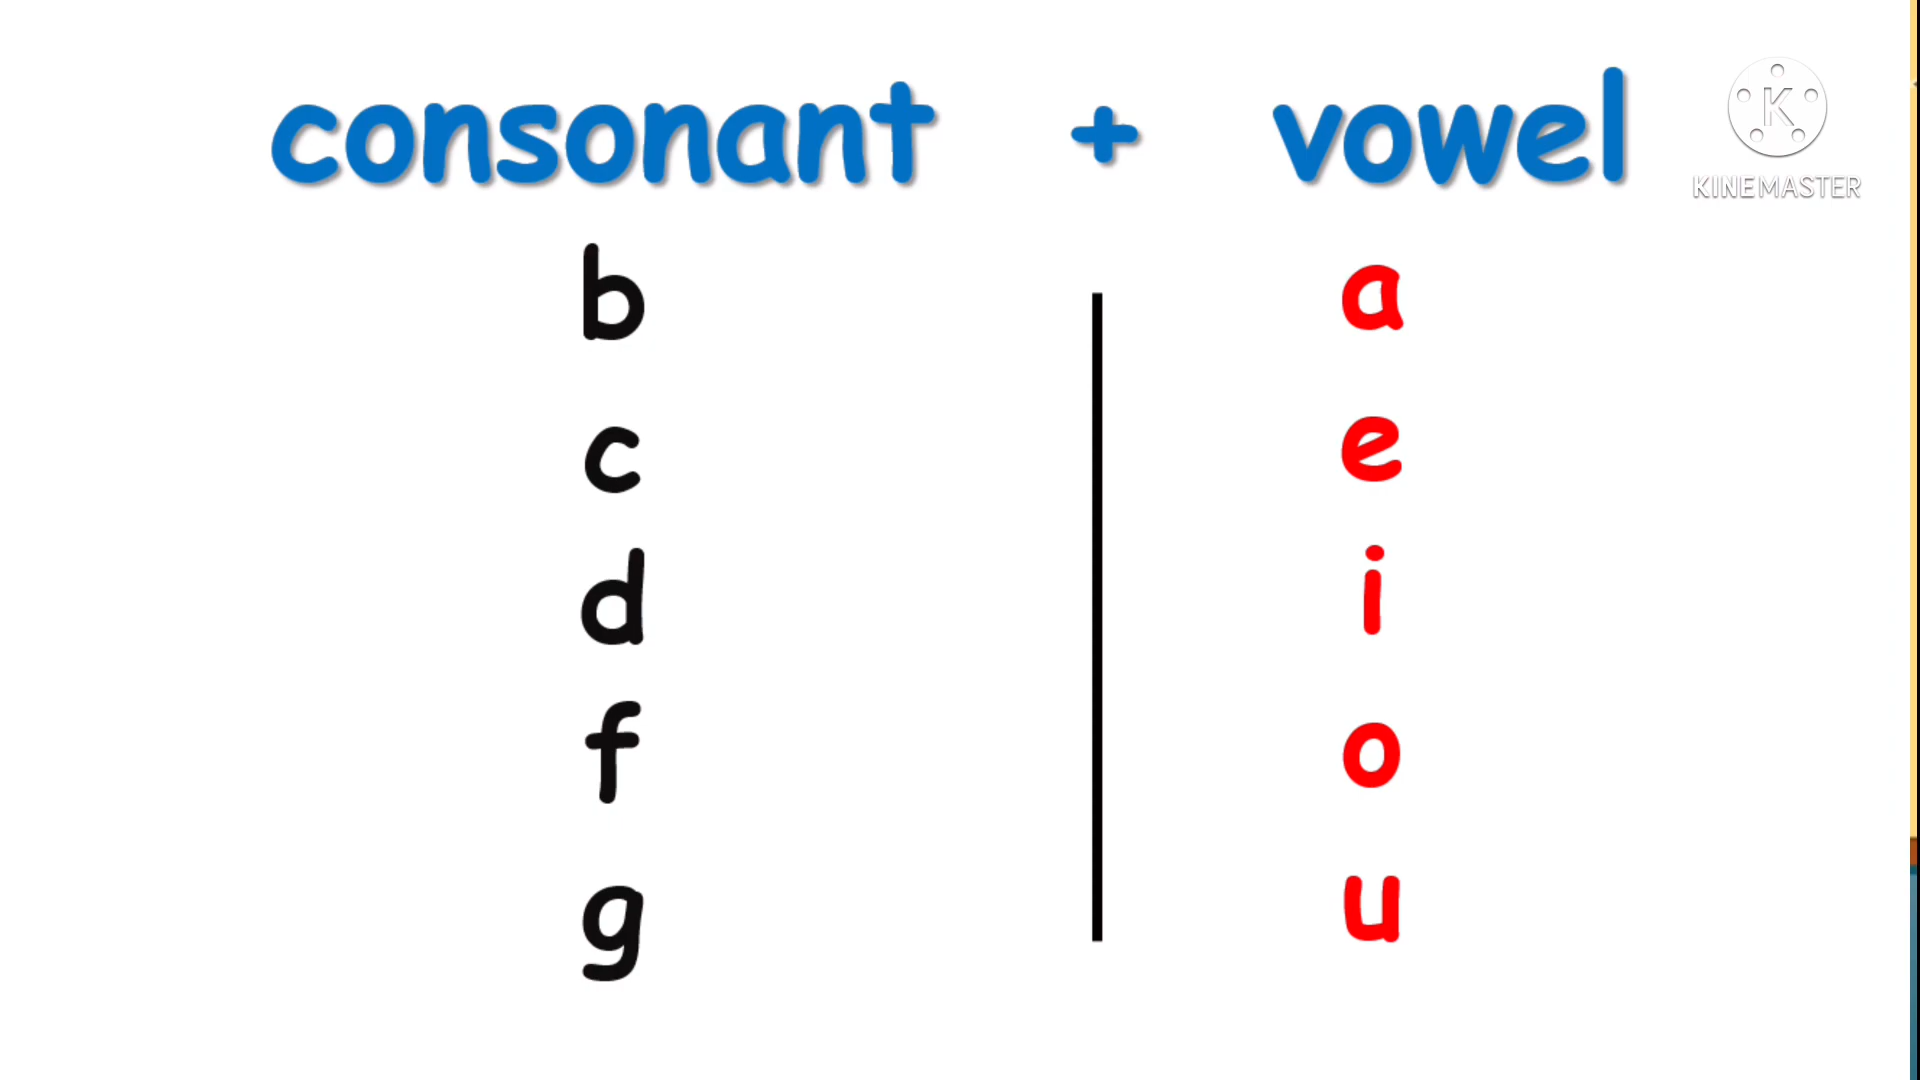 consonant + vowel
K
KINEMASTER
b a
c e
d i
f o
g u